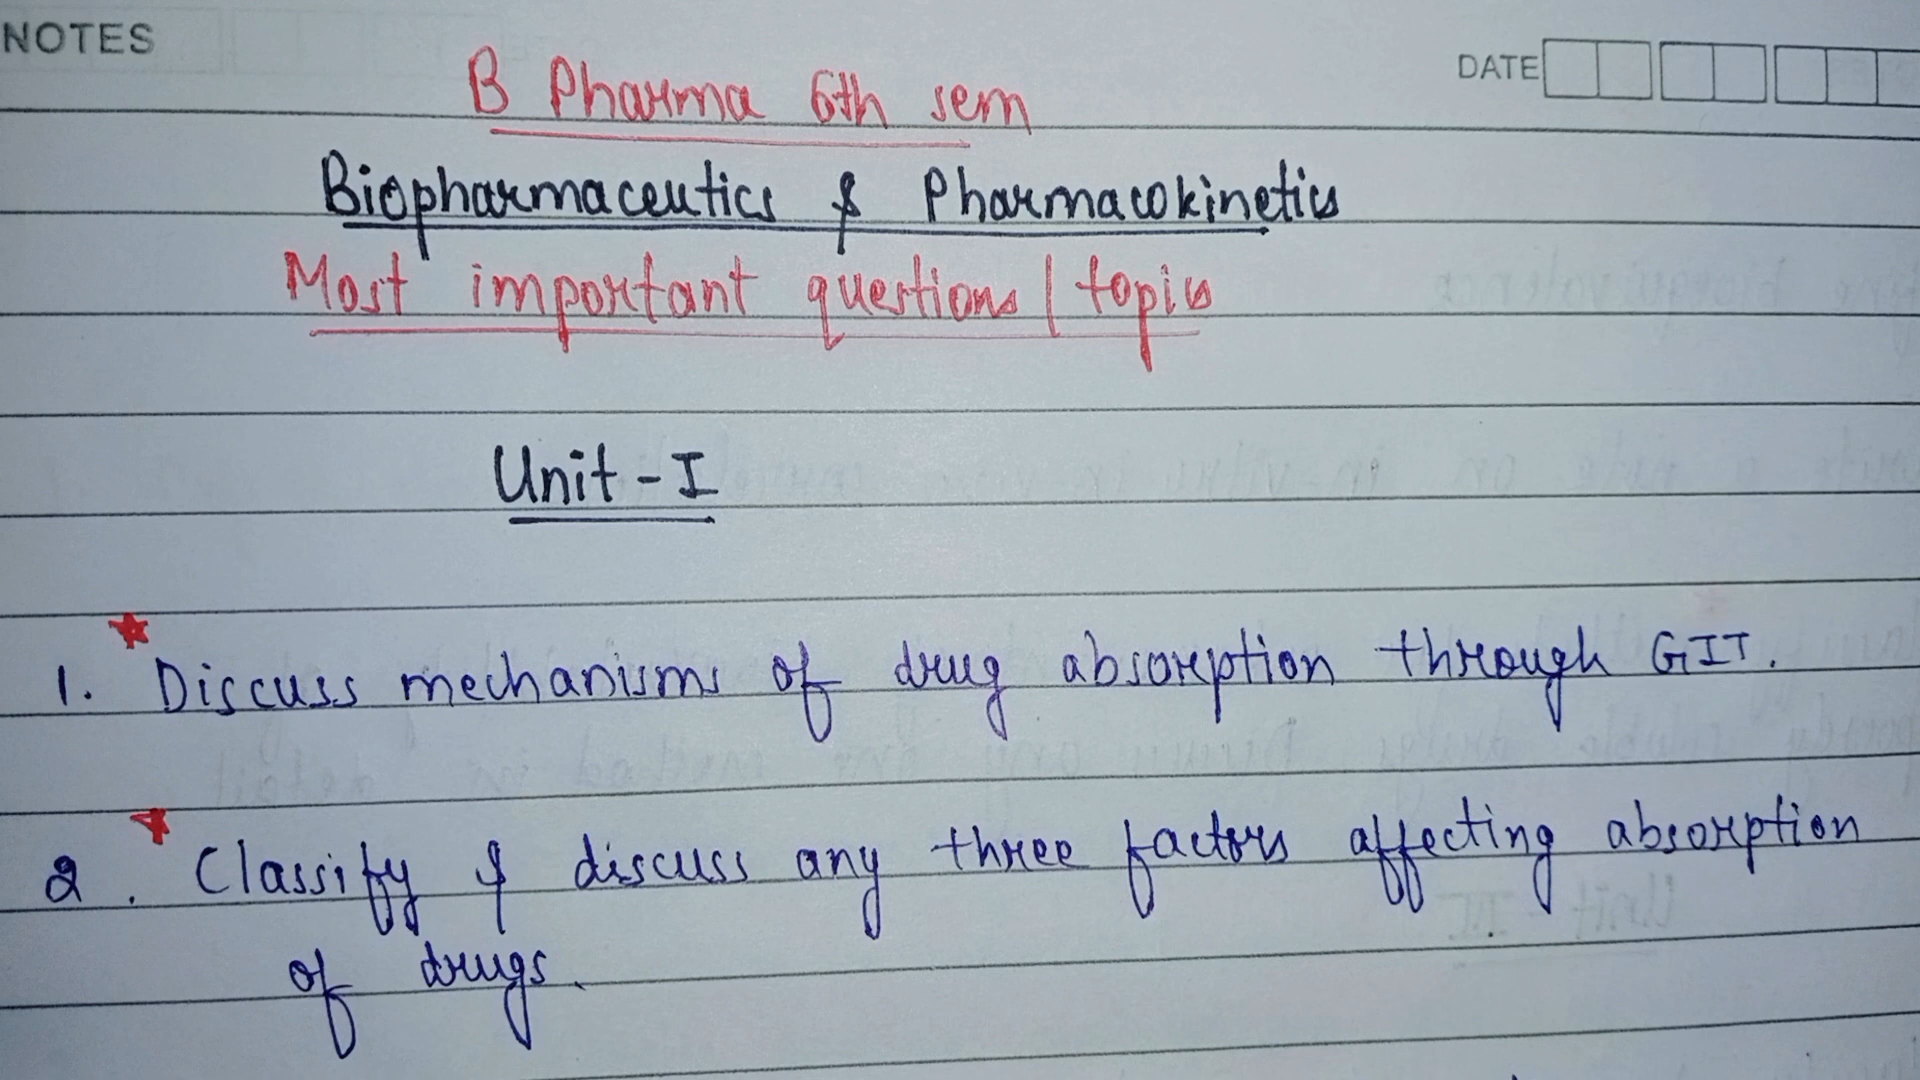 NOTES
DATE
B Pharma 6th sem
Biopharmaceutics & Pharmacokinetics
Most important questions | topics
Unit - I
1. Discuss mechanisms of drug absorption through GIT.
2. Classify & discuss any three factors affecting absorption
of drugs.